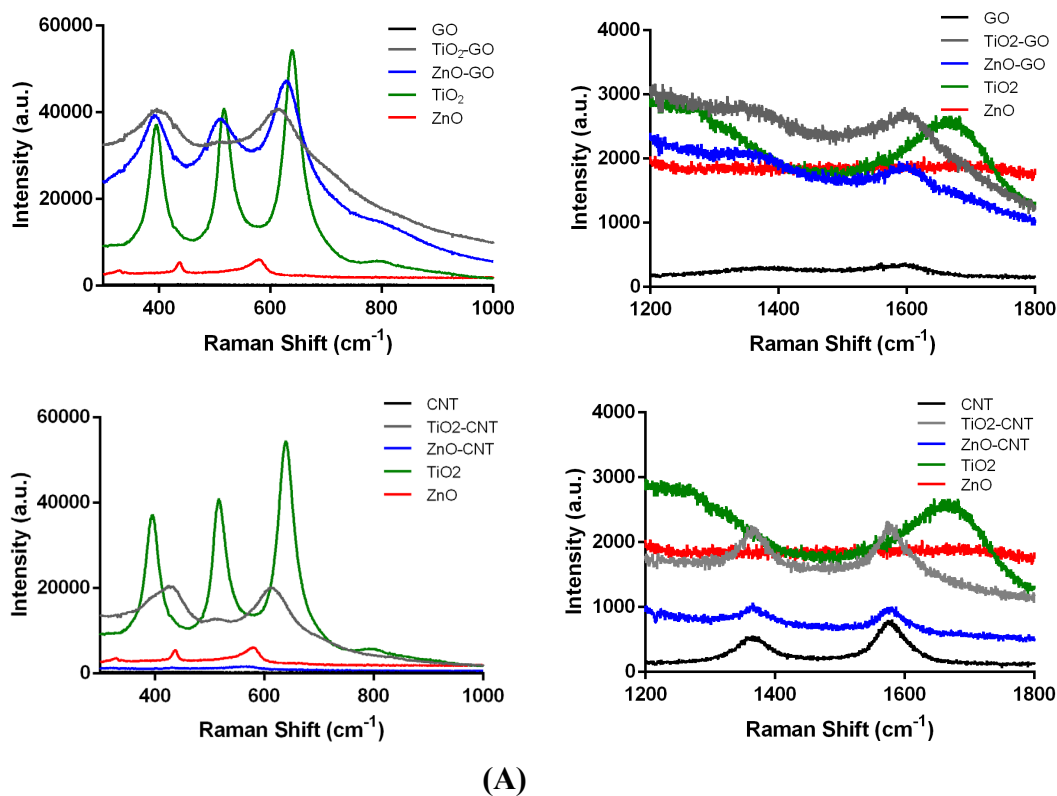 60000
40000
20000
0
Intensity (a.u.)
400 600 800 1000
Raman Shift (cm-1)
GO
TiO2-GO
ZnO-GO
TiO2
ZnO
4000
3000
2000
1000
0
Intensity (a.u.)
1200 1400 1600 1800
Raman Shift (cm-1)
GO
TiO2-GO
ZnO-GO
TiO2
ZnO
60000
40000
20000
0
Intensity (a.u.)
400 600 800 1000
Raman Shift (cm-1)
CNT
TiO2-CNT
ZnO-CNT
TiO2
ZnO
4000
3000
2000
1000
0
Intensity (a.u.)
1200 1400 1600 1800
Raman Shift (cm-1)
CNT
TiO2-CNT
ZnO-CNT
TiO2
ZnO
(A)